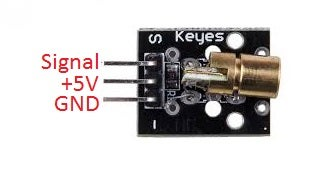 S Keyes
Signal
+5V
GND
R
-